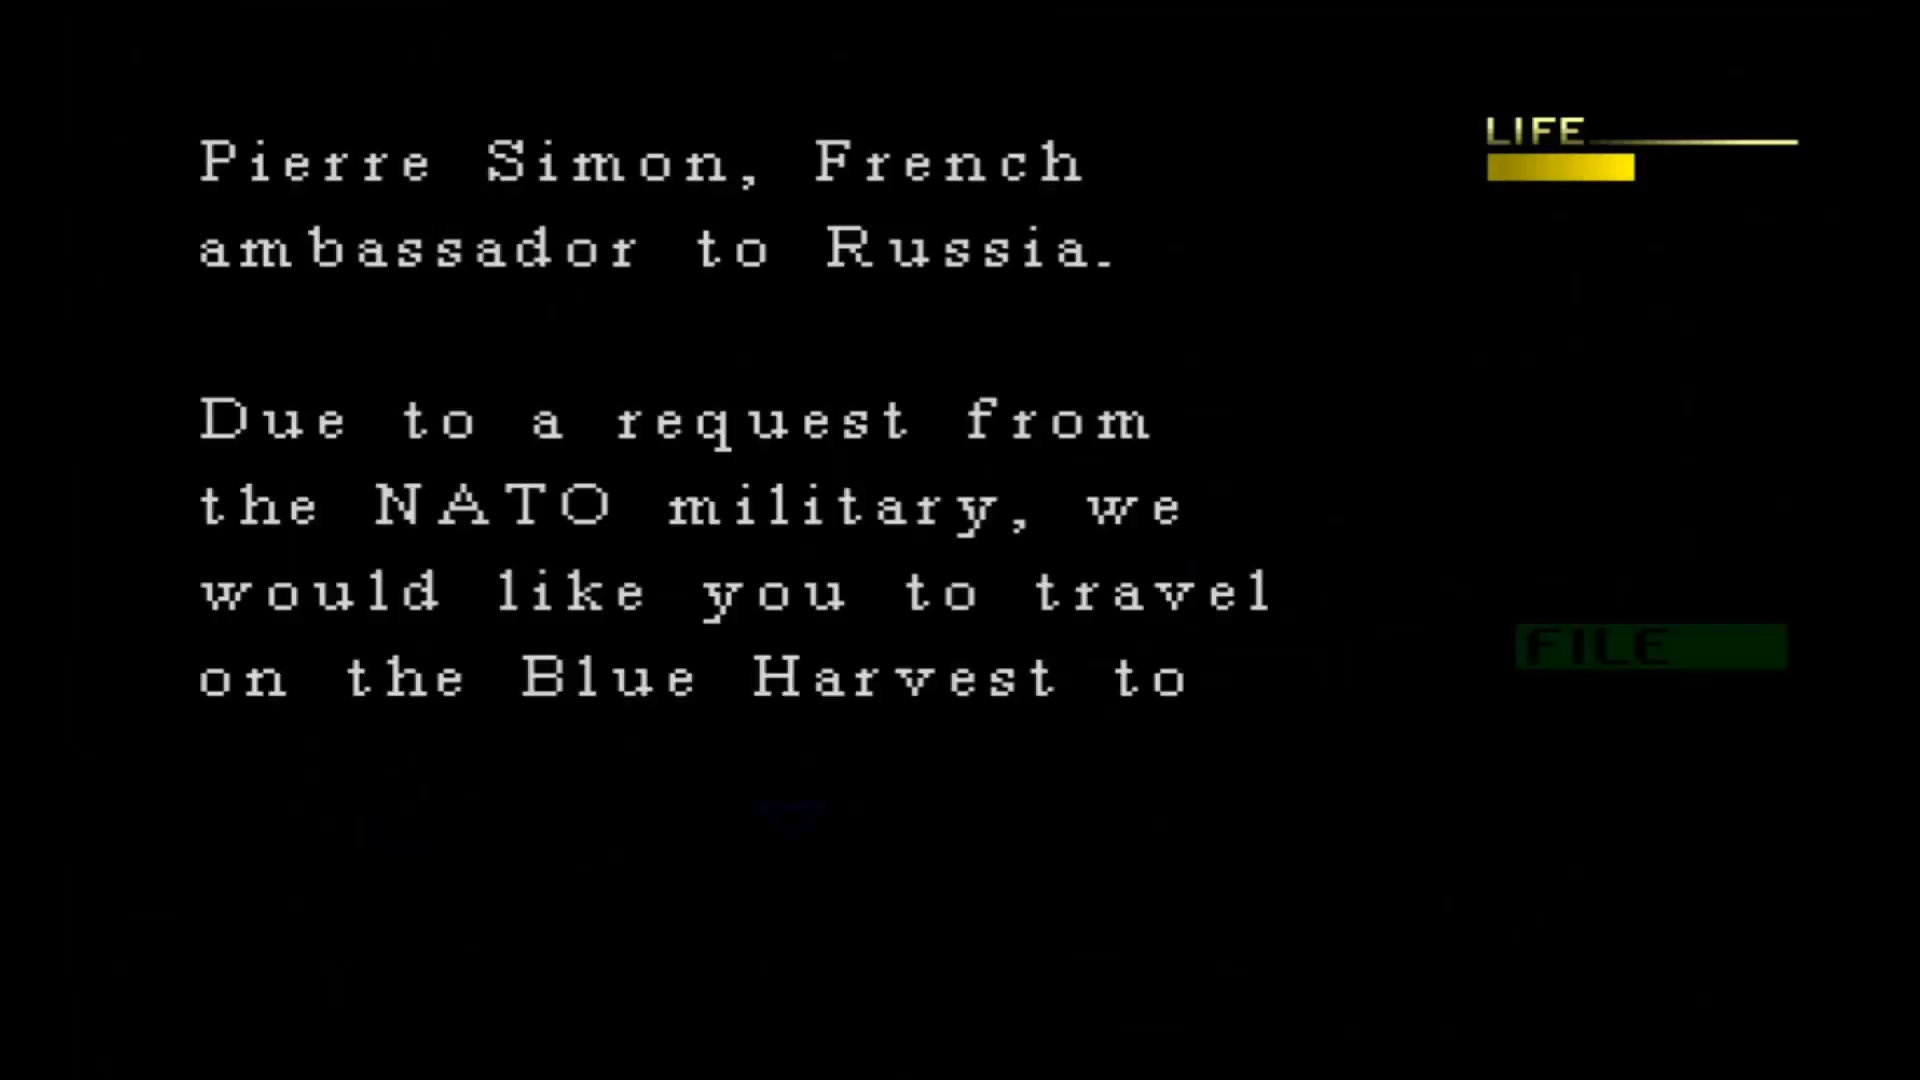 Pierre Simon, French
ambassador to Russia.
Due to a request from
the NATO military, we
would like you to travel
on the Blue Harvest to
LIFE
FILE